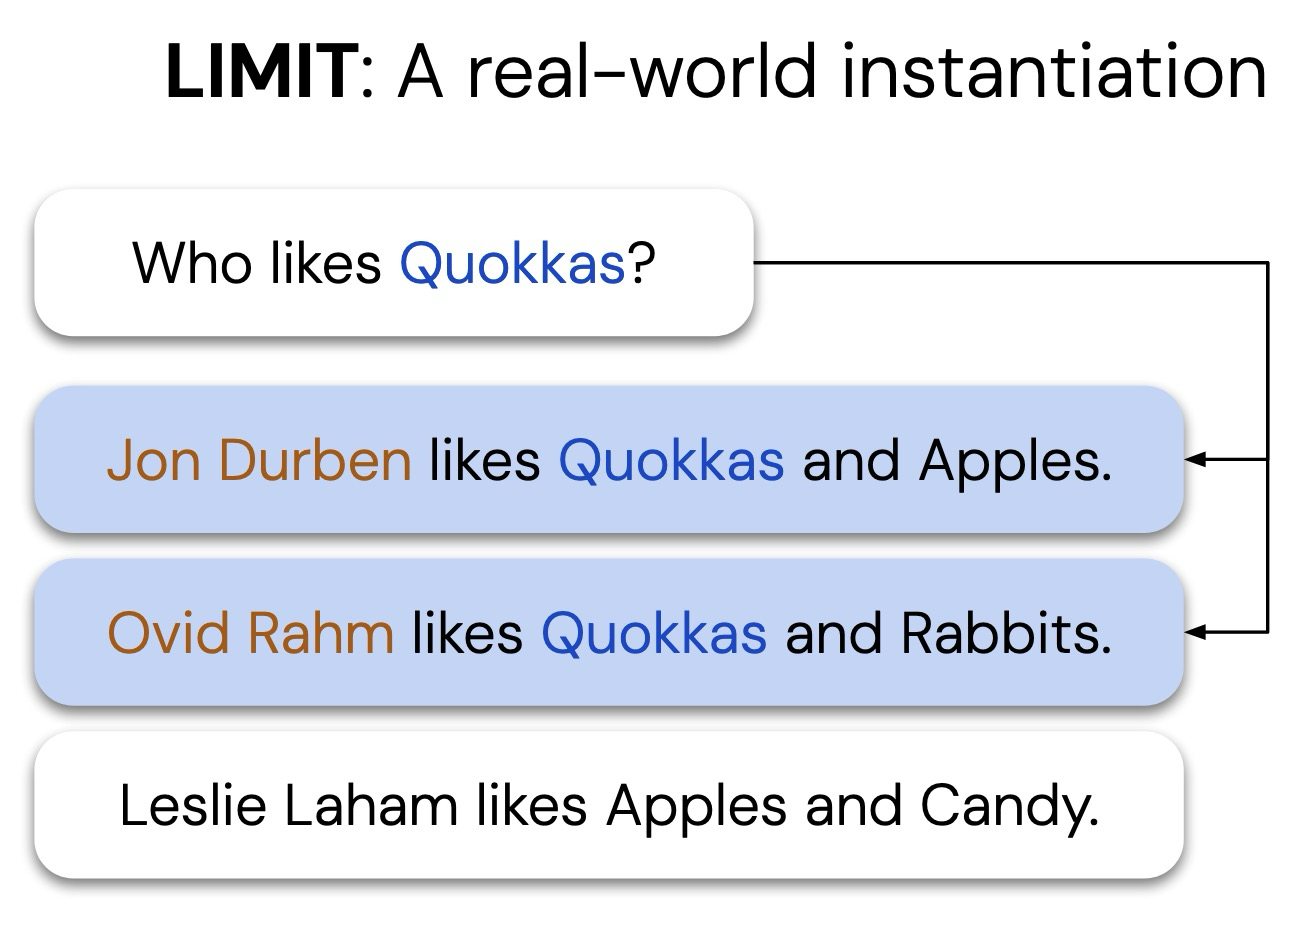 LIMIT: A real-world instantiation
Who likes Quokkas?
Jon Durben likes Quokkas and Apples.
Ovid Rahm likes Quokkas and Rabbits.
Leslie Laham likes Apples and Candy.